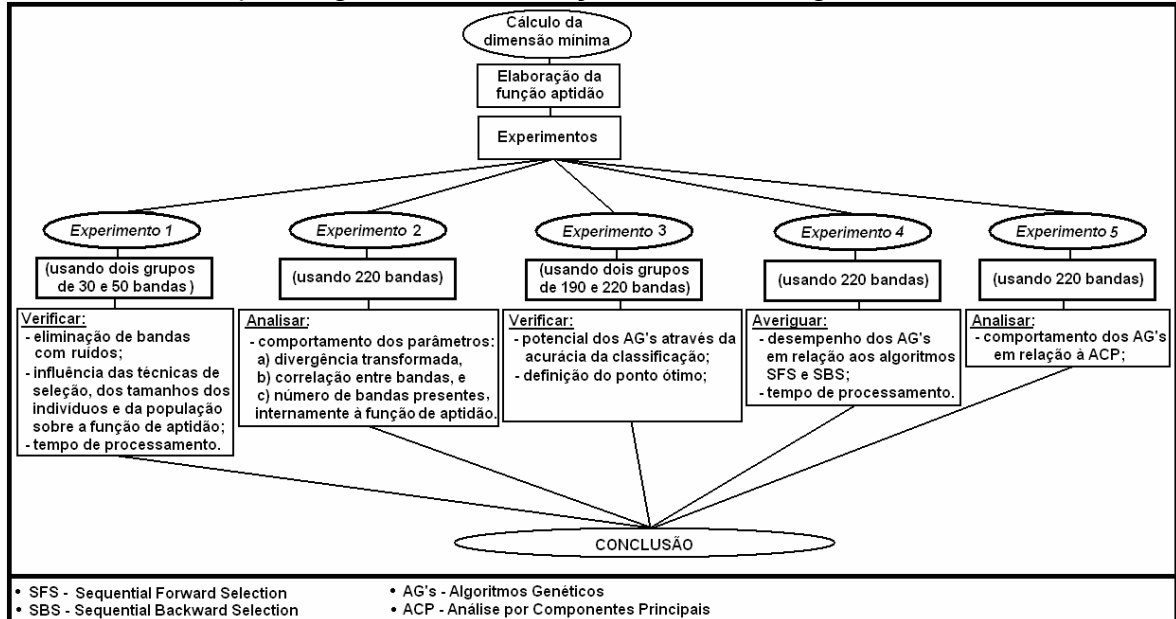 Cálculo da
dimensão mínima
Elaboração da
função aptidão
Experimentos
Experimento 1
(usando dois grupos
de 30 e 50 bandas )
Verificar:
- eliminação de bandas
com ruídos;
- influência das técnicas de
seleção, dos tamanhos dos
indivíduos e da população
sobre a função de aptidão;
- tempo de processamento.
Experimento 2
(usando 220 bandas)
Analisar:
- comportamento dos parâmetros:
a) divergência transformada,
b) correlação entre bandas, e
c) número de bandas presentes,
internamente à função de aptidão.
Experimento 3
(usando dois grupos
de 190 e 220 bandas)
Verificar:
- potencial dos AG's através da
acurácia da classificação;
- definição do ponto ótimo;
Experimento 4
(usando 220 bandas)
Averiguar:
- desempenho dos AG's
em relação aos algoritmos
SFS e SBS;
- tempo de processamento.
Experimento 5
(usando 220 bandas)
Analisar:
- comportamento dos AG's
em relação à ACP;
CONCLUSÃO
• SFS - Sequential Forward Selection
• SBS - Sequential Backward Selection
• AG's - Algoritmos Genéticos
• ACP - Análise por Componentes Principais